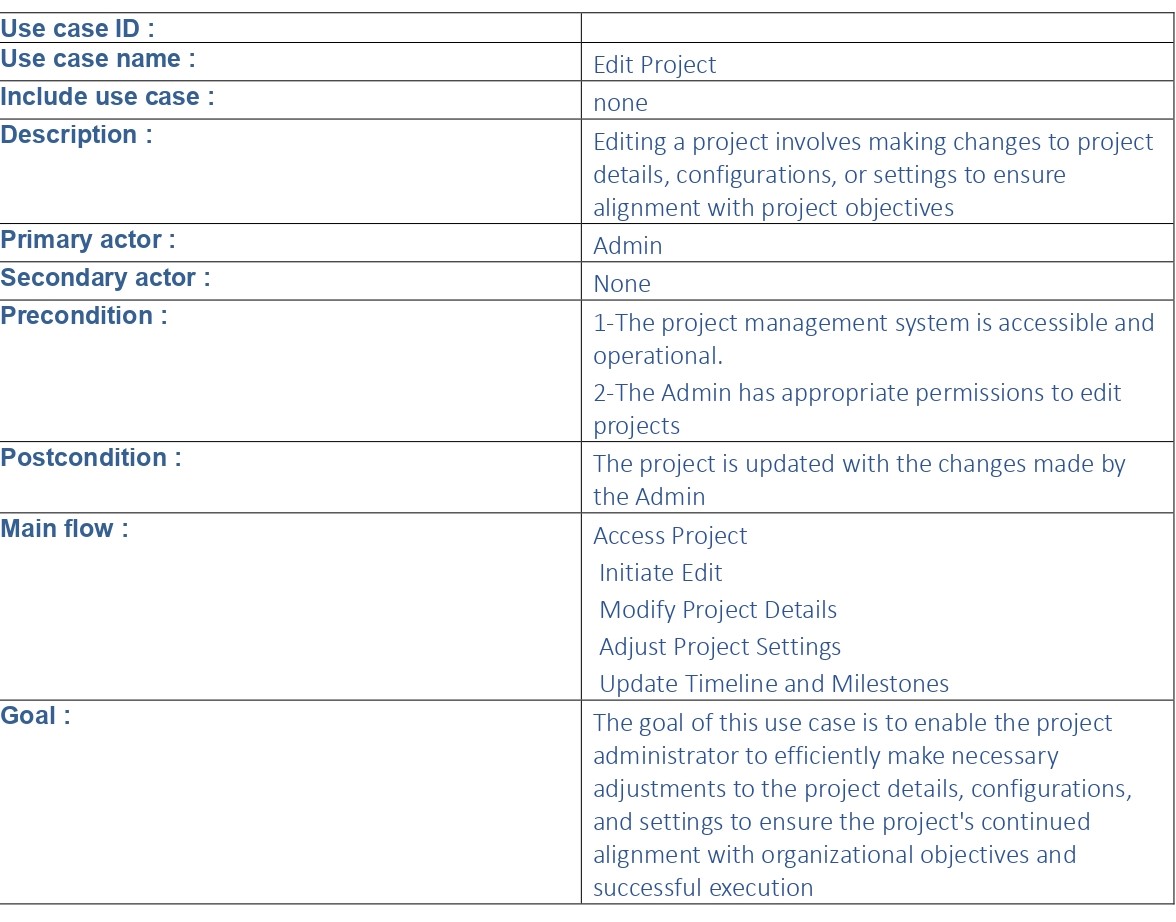 Use case ID :
Use case name :
Edit Project
Include use case :
none
Description :
Editing a project involves making changes to project
details, configurations, or settings to ensure
alignment with project objectives
Primary actor :
Admin
Secondary actor :
None
Precondition :
1-The project management system is accessible and
operational.
2-The Admin has appropriate permissions to edit
projects
Postcondition :
The project is updated with the changes made by
the Admin
Main flow :
Access Project
Initiate Edit
Modify Project Details
Adjust Project Settings
Update Timeline and Milestones
Goal :
The goal of this use case is to enable the project
administrator to efficiently make necessary
adjustments to the project details, configurations,
and settings to ensure the project's continued
alignment with organizational objectives and
successful execution